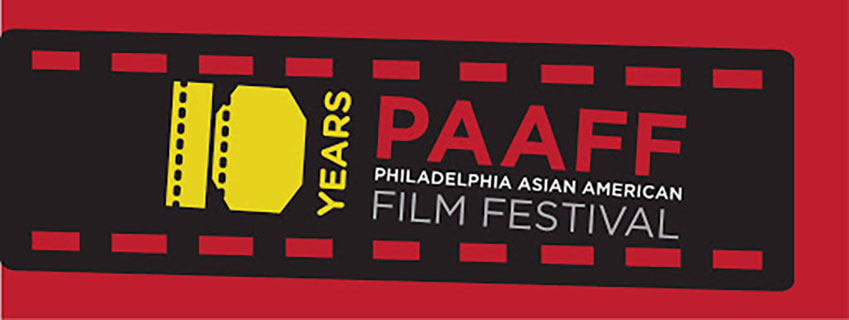 10
YEARS
PAAFF
PHILADELPHIA ASIAN AMERICAN
FILM FESTIVAL